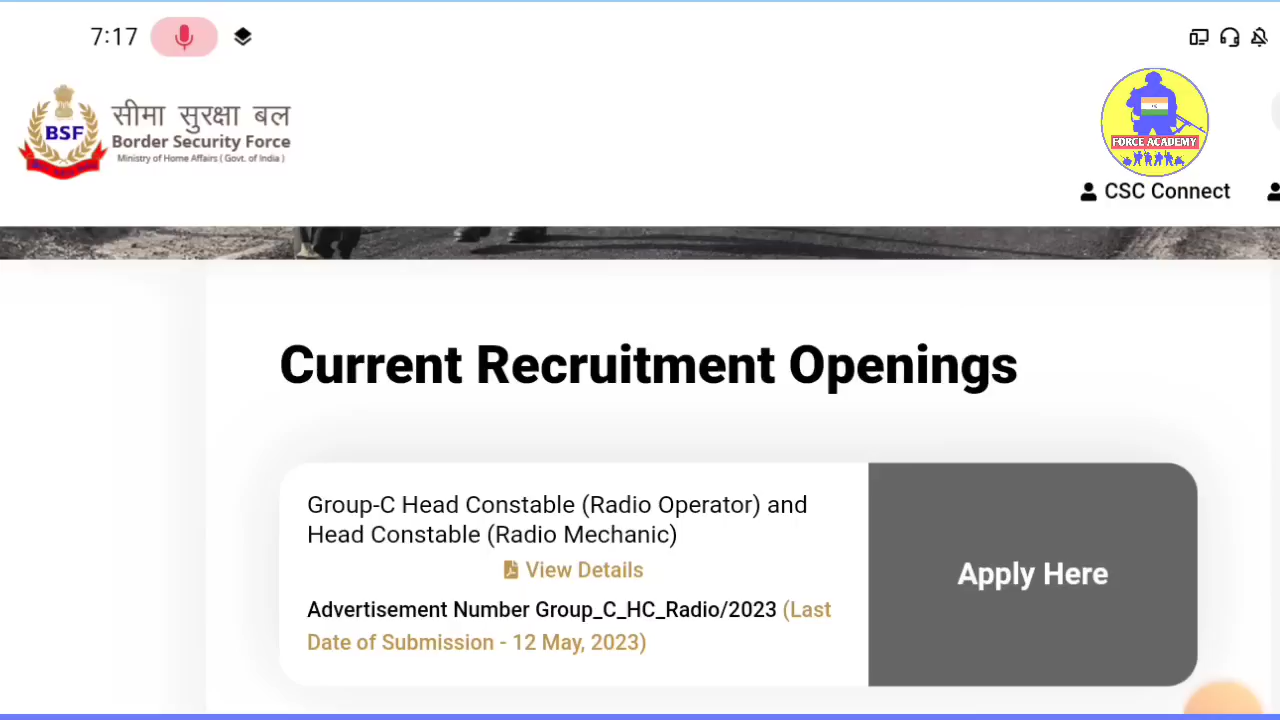 7:17
BSF
सीमा सुरक्षा बल
Border Security Force
Ministry of Home Affairs ( Govt. of India )
FORCE ACADEMY
CSC Connect
Current Recruitment Openings
Group-C Head Constable (Radio Operator) and
Head Constable (Radio Mechanic)
View Details
Advertisement Number Group_C_HC_Radio/2023 (Last
Date of Submission - 12 May, 2023)
Apply Here